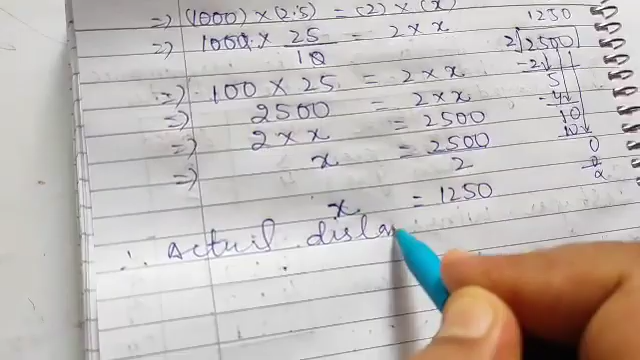 => (1000) × (2.5) = (2) × (x)
=> 1000 × 25/10 = 2 × x
=> 100 × 25 = 2 × x
=> 2500 = 2 × x
=> 2 × x = 2500
=> x = 2500/2
x = 1250
∴ Actual distan
1250
2 2500
-2
5
-4
10
10
0